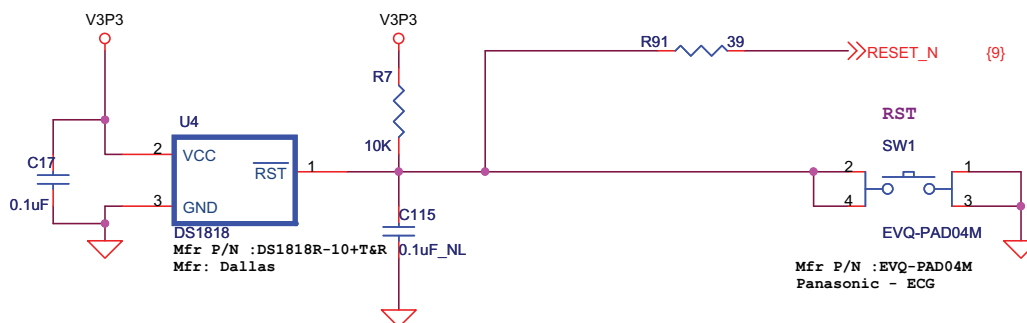 V3P3
V3P3
R91
39
RESET_N
{9}
R7
RST
U4
SW1
10K
C17
2
VCC
RST
1
2
1
0.1uF
3
GND
4
3
C115
DS1818
EVQ-PAD04M
Mfr P/N :DS1818R-10+T&R
0.1uF_NL
Mfr: Dallas
Mfr P/N :EVQ-PAD04M
Panasonic - ECG